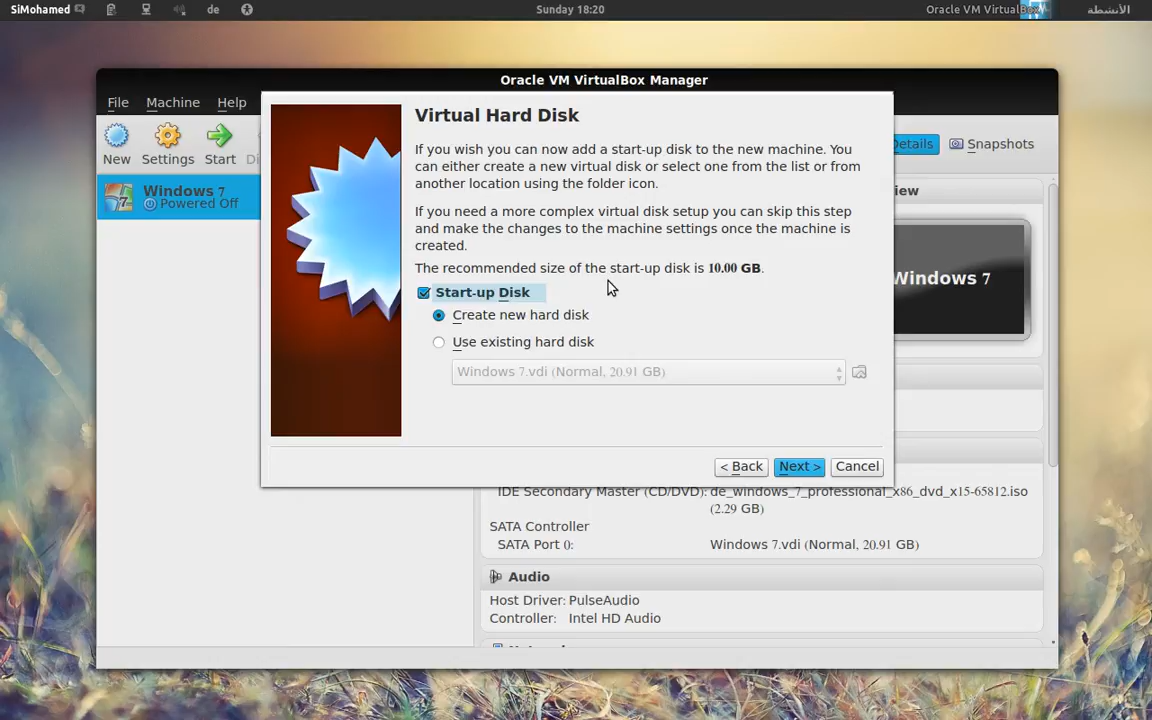 SiMohamed
de
Sunday 18:20
Oracle VM VirtualBox
الأنشطة
Oracle VM VirtualBox Manager
File Machine Help
New Settings Start
Snapshots
Windows 7
Powered Off
Virtual Hard Disk
If you wish you can now add a start-up disk to the new machine. You
can either create a new virtual disk or select one from the list or from
another location using the folder icon.
If you need a more complex virtual disk setup you can skip this step
and make the changes to the machine settings once the machine is
created.
The recommended size of the start-up disk is 10.00 GB.
Start-up Disk
Create new hard disk
Use existing hard disk
Windows 7.vdi (Normal, 20.91 GB)
< Back Next > Cancel
Windows 7
IDE Secondary Master (CD/DVD): de_windows_7_professional_x86_dvd_x15-65812.iso
(2.29 GB)
SATA Controller
SATA Port 0: Windows 7.vdi (Normal, 20.91 GB)
Audio
Host Driver: PulseAudio
Controller: Intel HD Audio